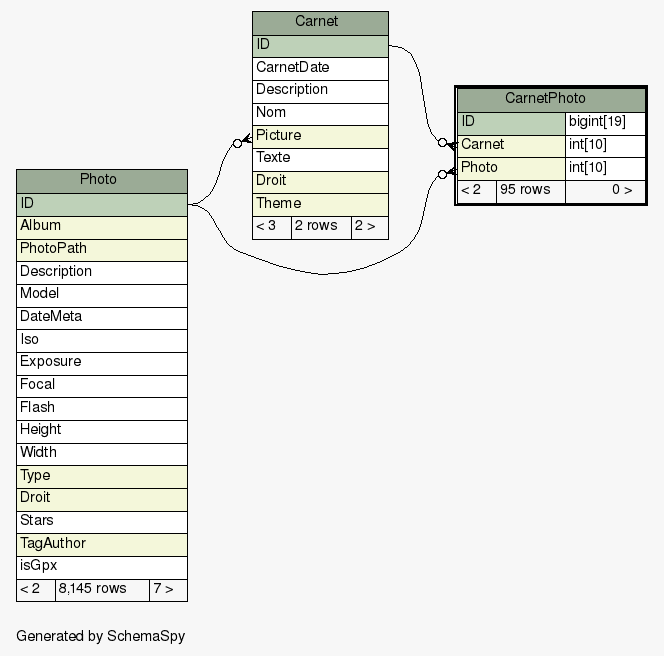 Carnet
ID
CarnetDate
Description
Nom
Picture
Texte
Droit
Theme
< 3 2 rows 2 >
CarnetPhoto
ID bigint[19]
Carnet int[10]
Photo int[10]
< 2 95 rows 0 >
Photo
ID
Album
PhotoPath
Description
Model
DateMeta
Iso
Exposure
Focal
Flash
Height
Width
Type
Droit
Stars
TagAuthor
isGpx
< 2 8,145 rows 7 >
Generated by SchemaSpy